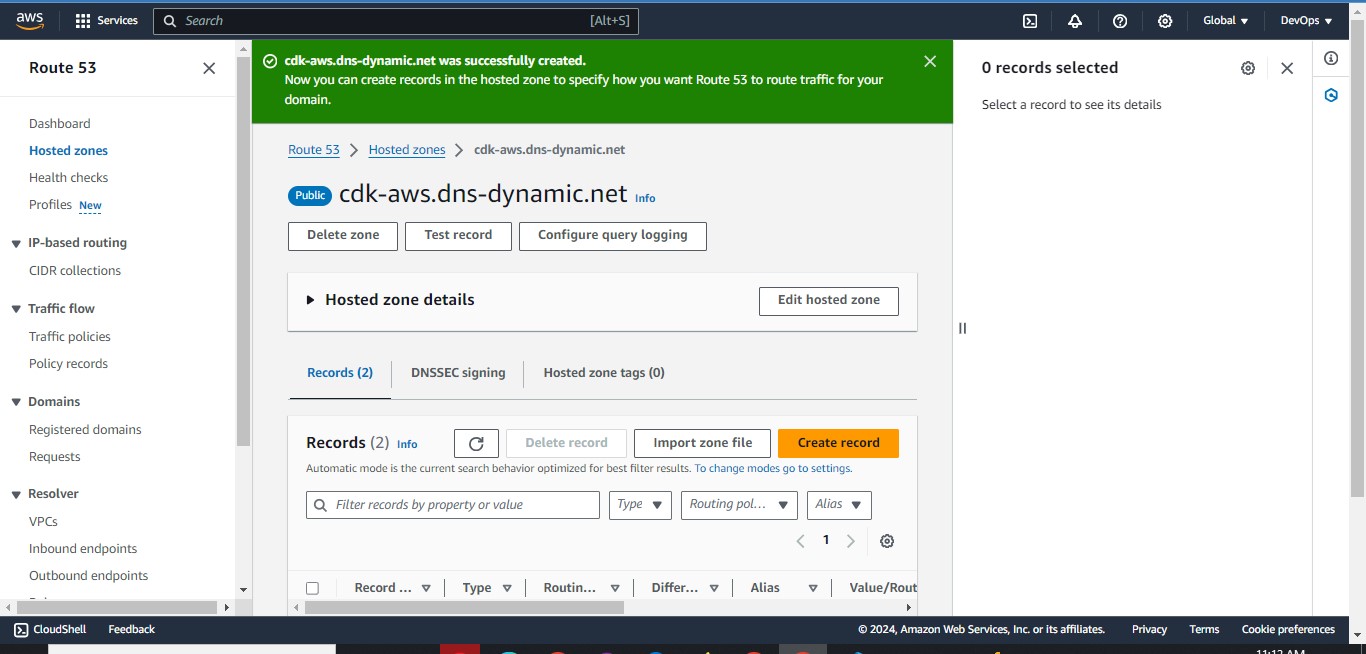 aws
Services
Search
[Alt+S]
Global
DevOps
Route 53
Dashboard
Hosted zones
Health checks
Profiles New
IP-based routing
CIDR collections
Traffic flow
Traffic policies
Policy records
Domains
Registered domains
Requests
Resolver
VPCs
Inbound endpoints
Outbound endpoints
cdk-aws.dns-dynamic.net was successfully created.
Now you can create records in the hosted zone to specify how you want Route 53 to route traffic for your
domain.
Route 53 Hosted zones cdk-aws.dns-dynamic.net
Public cdk-aws.dns-dynamic.net Info
Delete zone Test record Configure query logging
Hosted zone details Edit hosted zone
Records (2) DNSSEC signing Hosted zone tags (0)
Records (2) Info Delete record Import zone file Create record
Automatic mode is the current search behavior optimized for best filter results. To change modes go to settings.
Filter records by property or value Type Routing pol... Alias
1
Record ... Type Routin... Differ... Alias Value/Rout
0 records selected
Select a record to see its details
CloudShell Feedback
© 2024, Amazon Web Services, Inc. or its affiliates. Privacy Terms Cookie preferences